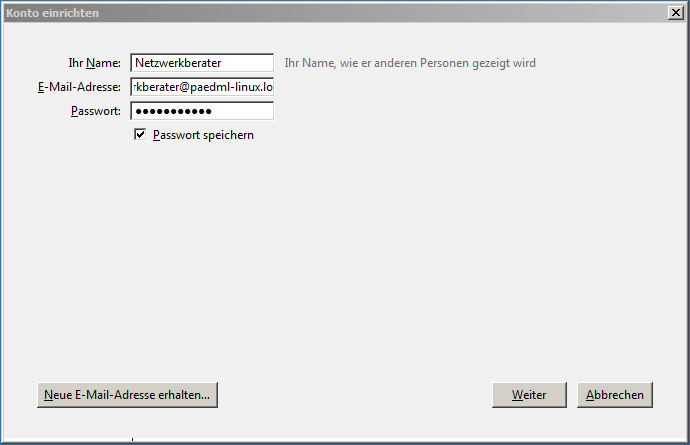 Konto einrichten
Ihr Name: Netzwerkberater Ihr Name, wie er anderen Personen gezeigt wird
E-Mail-Adresse: rkberater@paedml-linux.lo
Passwort: ●●●●●●●●●●●
Passwort speichern
Neue E-Mail-Adresse erhalten... Weiter Abbrechen